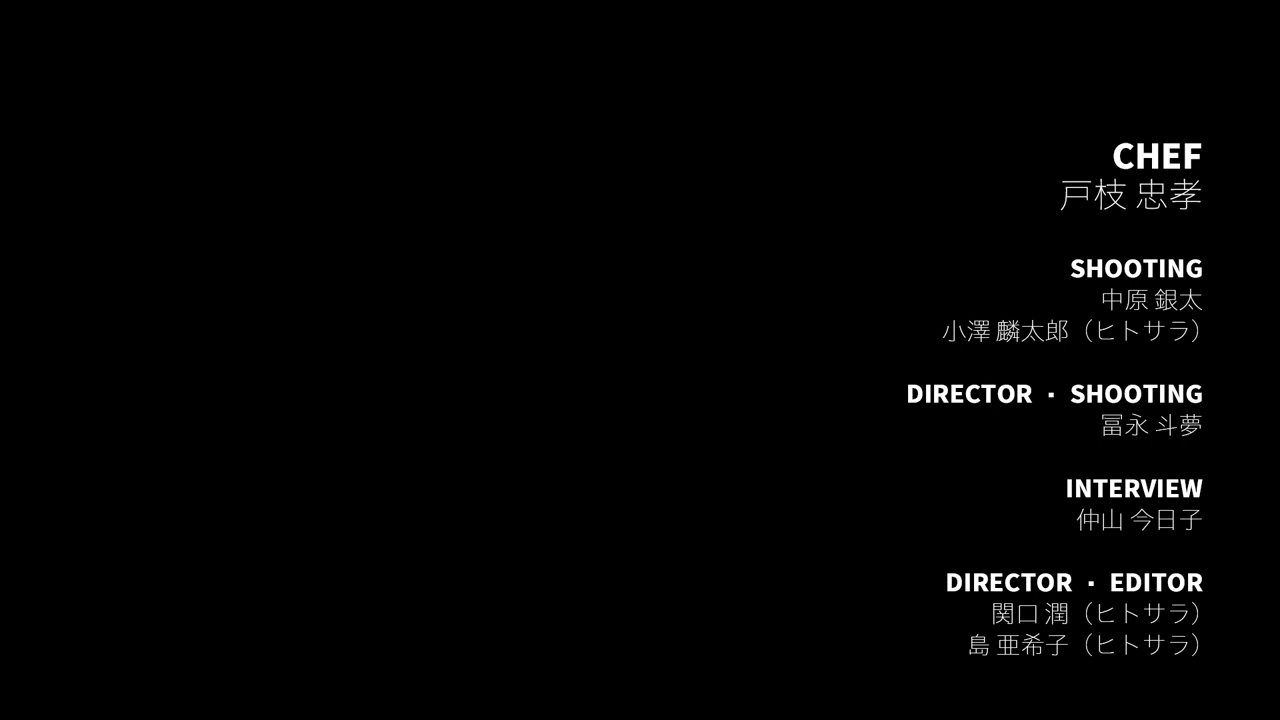 CHEF
戸枝 忠孝
SHOOTING
中原 銀太
小澤 麟太郎（ヒトサラ）
DIRECTOR ・ SHOOTING
冨永 斗夢
INTERVIEW
仲山 今日子
DIRECTOR ・ EDITOR
関口 潤（ヒトサラ）
島 亜希子（ヒトサラ）